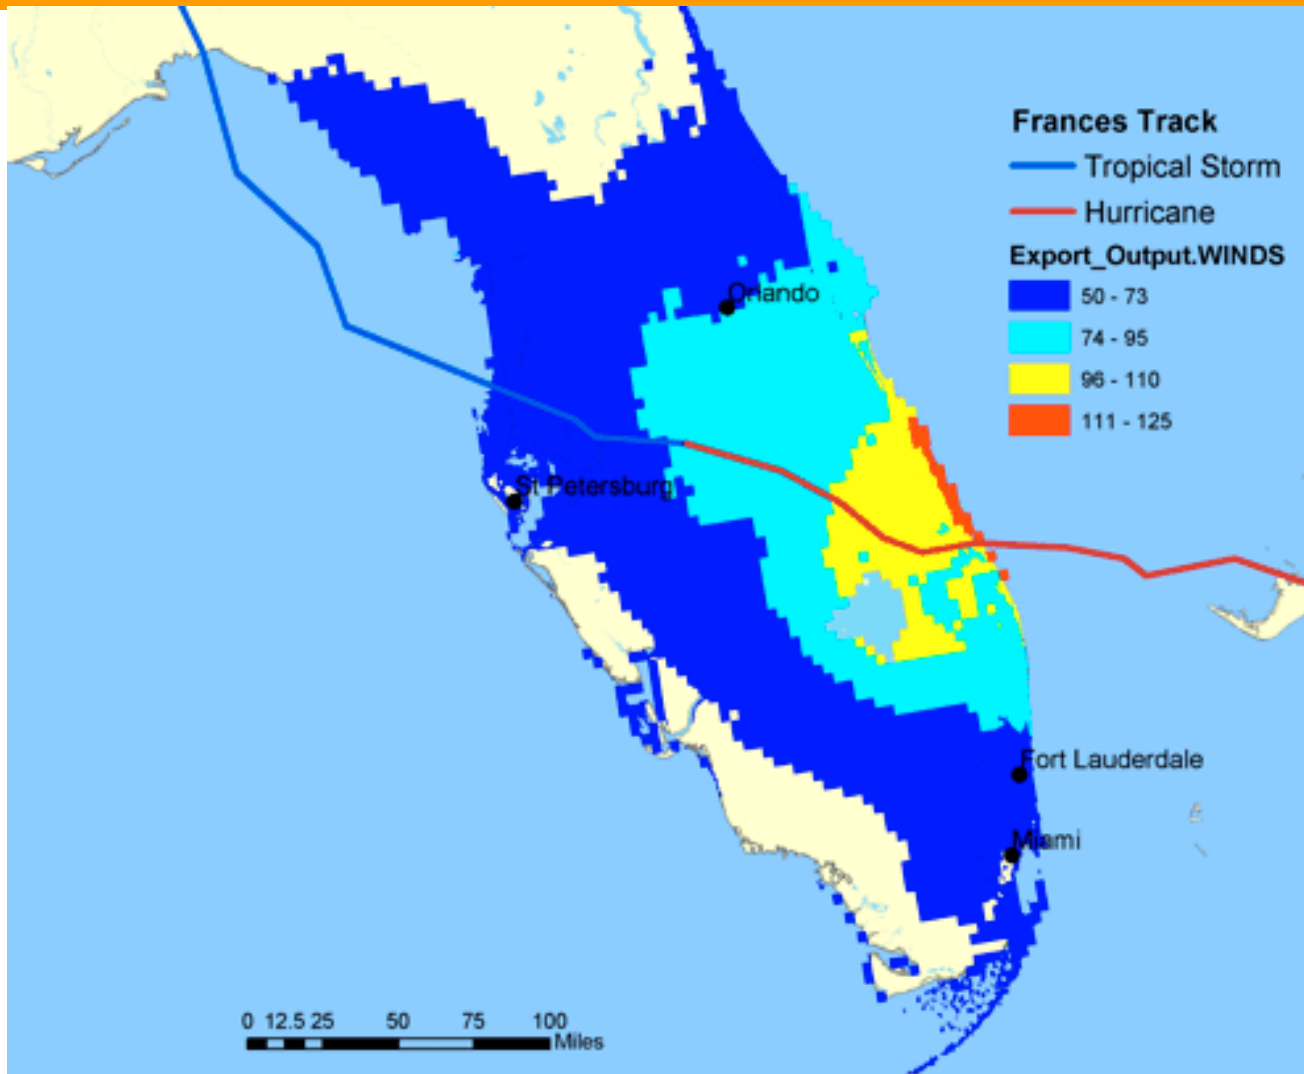 Frances Track
Tropical Storm
Hurricane
Export_Output.WINDS
50 - 73
74 - 95
96 - 110
111 - 125
Orlando
St Petersburg
Fort Lauderdale
Miami
0 12.5 25 50 75 100
Miles